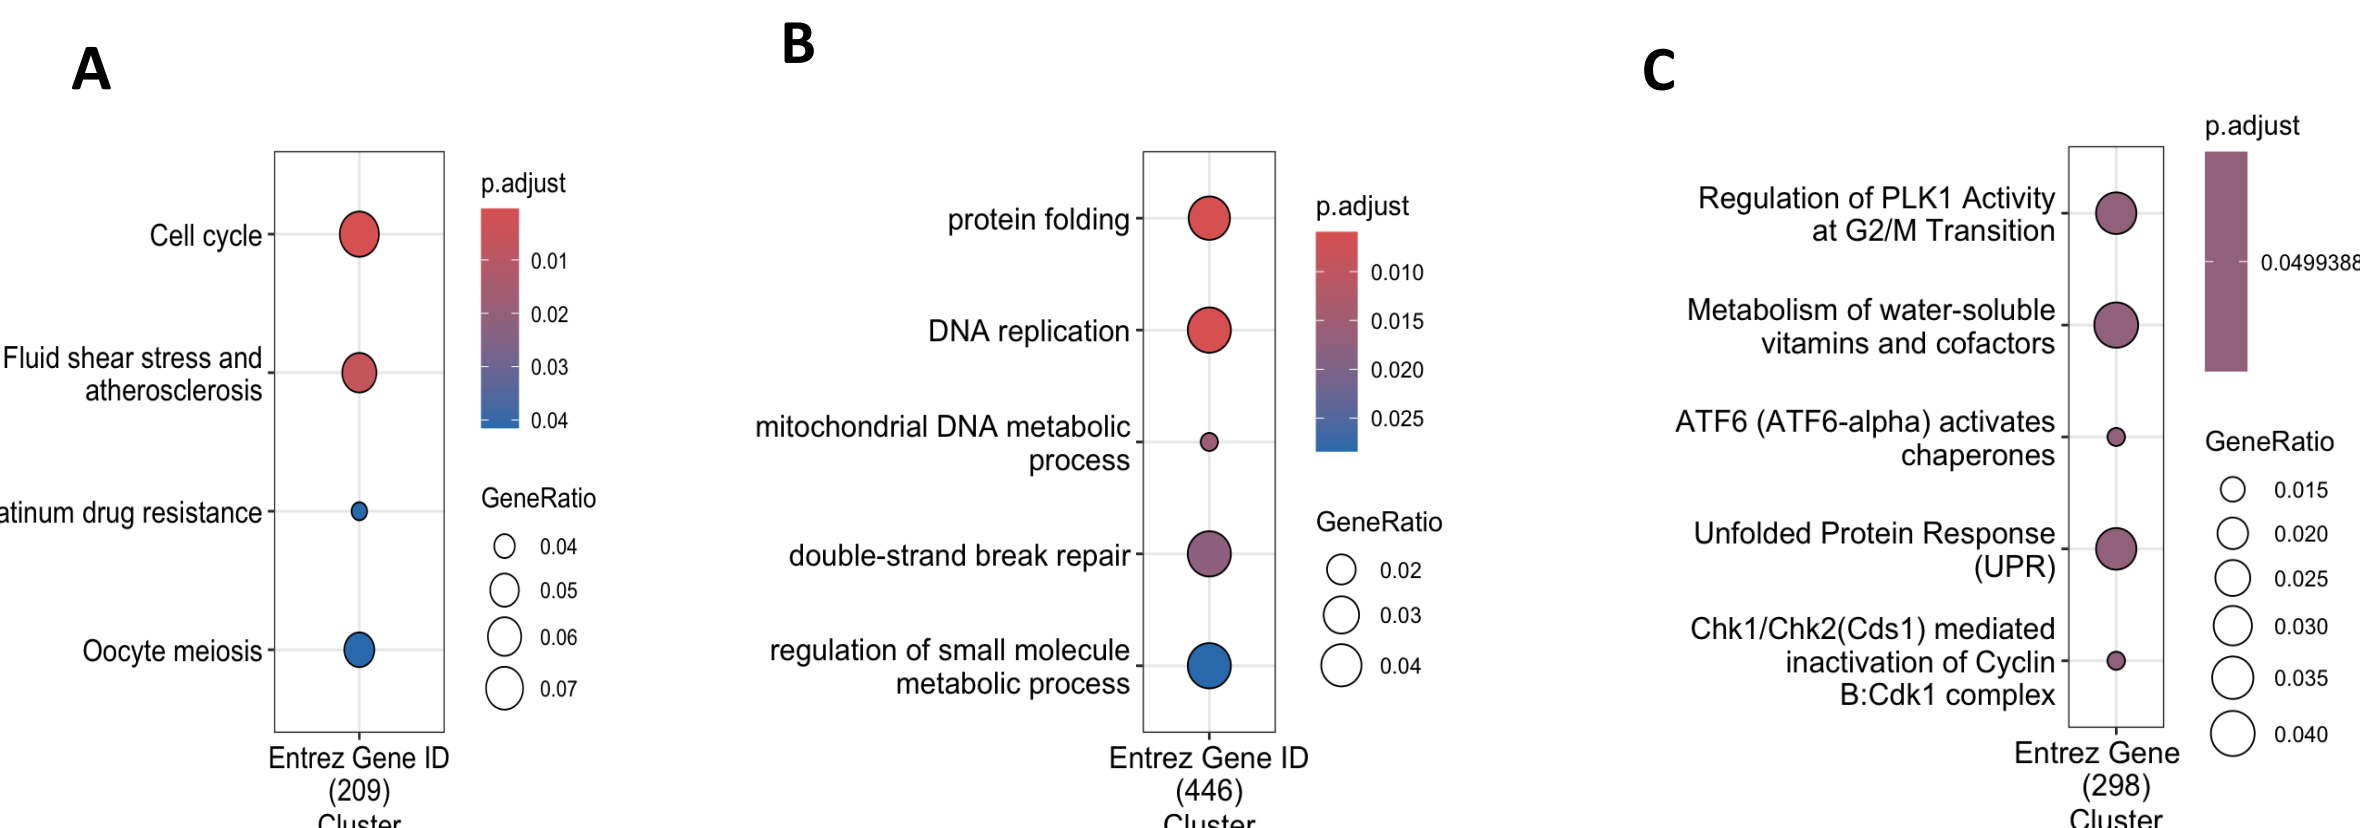 A
Cell cycle
Fluid shear stress and
atherosclerosis
atinum drug resistance
Oocyte meiosis
Entrez Gene ID
(209)
Cluster
p.adjust
0.01
0.02
0.03
0.04
GeneRatio
0.04
0.05
0.06
0.07
B
protein folding
DNA replication
mitochondrial DNA metabolic
process
double-strand break repair
regulation of small molecule
metabolic process
Entrez Gene ID
(446)
Cluster
p.adjust
0.010
0.015
0.020
0.025
GeneRatio
0.02
0.03
0.04
C
Regulation of PLK1 Activity
at G2/M Transition
Metabolism of water-soluble
vitamins and cofactors
ATF6 (ATF6-alpha) activates
chaperones
Unfolded Protein Response
(UPR)
Chk1/Chk2(Cds1) mediated
inactivation of Cyclin
B:Cdk1 complex
Entrez Gene
(298)
Cluster
p.adjust
0.0499388
GeneRatio
0.015
0.020
0.025
0.030
0.035
0.040